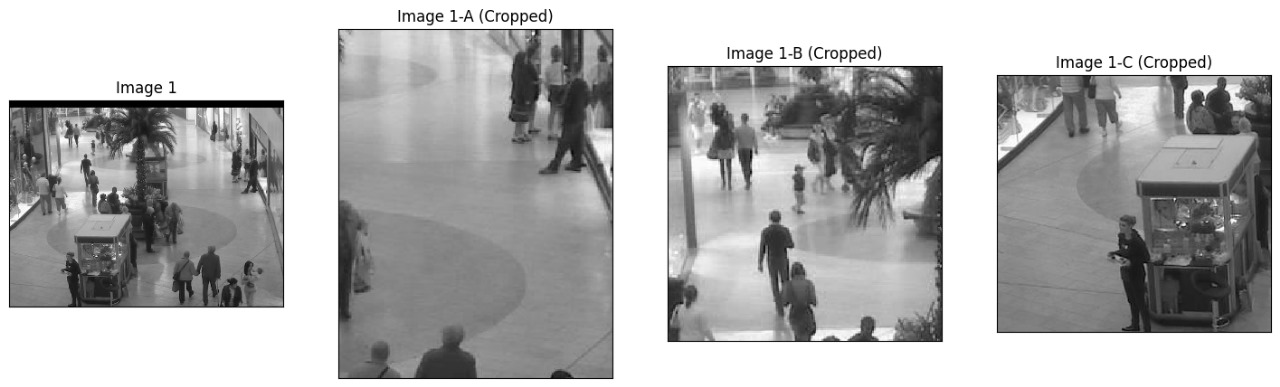 Image 1
Image 1-A (Cropped)
Image 1-B (Cropped)
Image 1-C (Cropped)